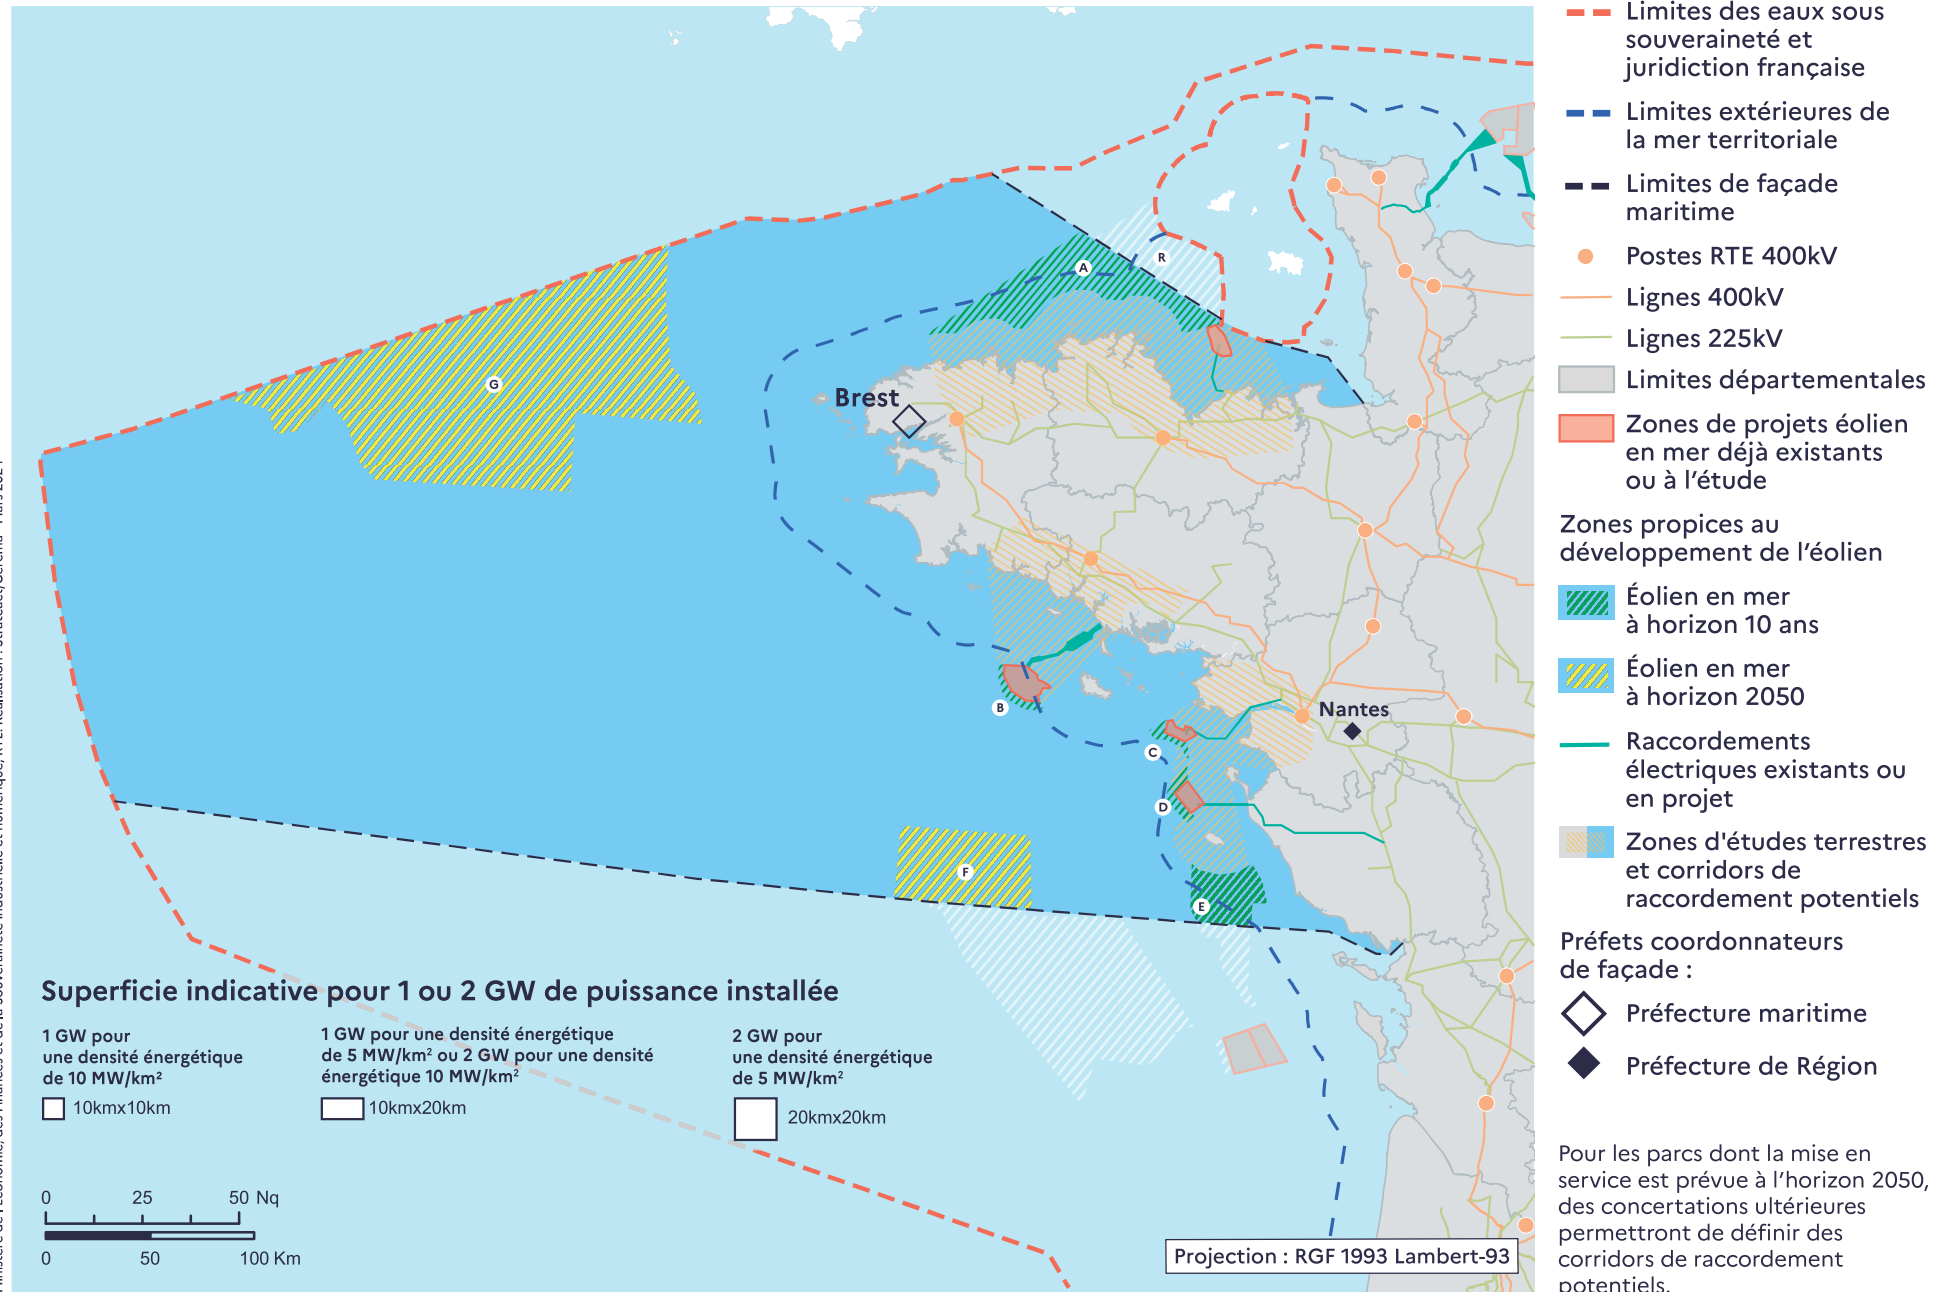 Limites des eaux sous
souveraineté et
juridiction française
Limites extérieures de
la mer territoriale
Limites de façade
maritime
Postes RTE 400kV
Lignes 400kV
Lignes 225kV
Limites départementales
Zones de projets éolien
en mer déjà existants
ou à l'étude
Zones propices au
développement de l'éolien
Éolien en mer
à horizon 10 ans
Éolien en mer
à horizon 2050
Raccordements
électriques existants ou
en projet
Zones d'études terrestres
et corridors de
raccordement potentiels
Préfets coordonnateurs
de façade :
Préfecture maritime
Préfecture de Région
Pour les parcs dont la mise en
service est prévue à l'horizon 2050,
des concertations ultérieures
permettront de définir des
corridors de raccordement
potentiels.
A
R
G
Brest
B
Nantes
C
D
F
E
Superficie indicative pour 1 ou 2 GW de puissance installée
1 GW pour
une densité énergétique
de 10 MW/km²
10kmx10km
1 GW pour une densité énergétique
de 5 MW/km² ou 2 GW pour une densité
énergétique 10 MW/km²
10kmx20km
2 GW pour
une densité énergétique
de 5 MW/km²
20kmx20km
0 25 50 Nq
0 50 100 Km
Projection : RGF 1993 Lambert-93